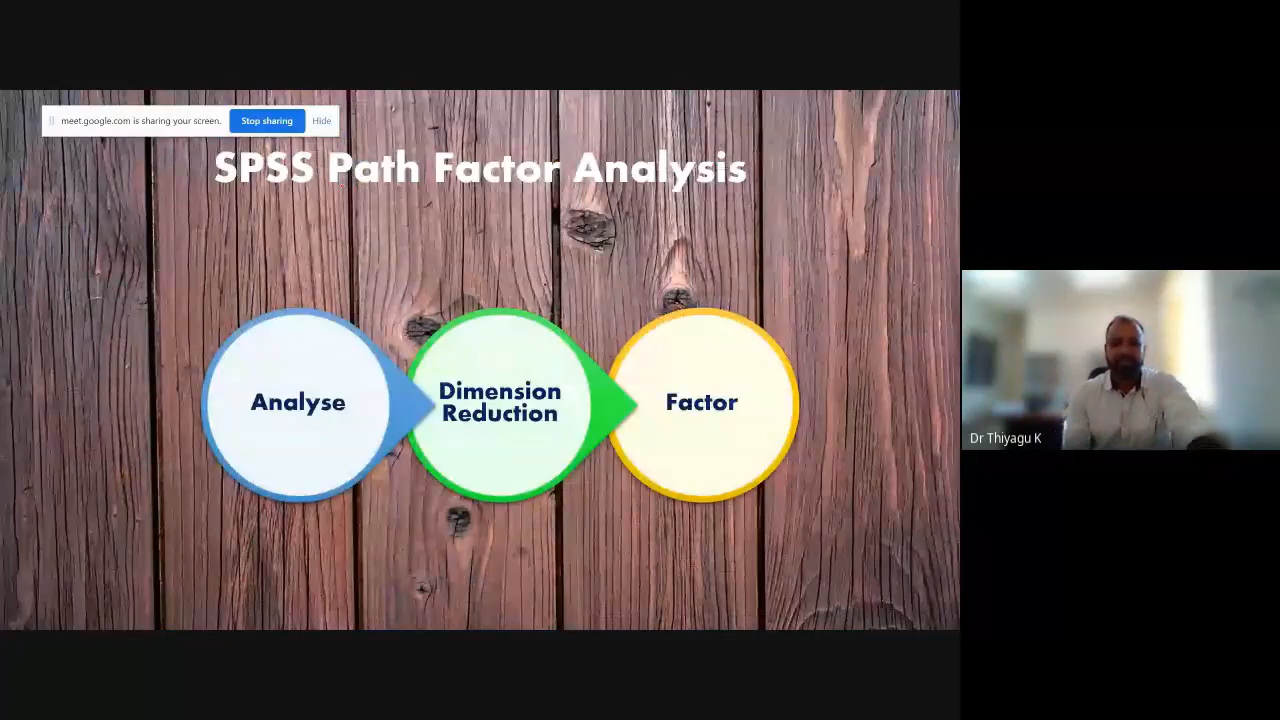 meet.google.com is sharing your screen. Stop sharing Hide
SPSS Path Factor Analysis
Analyse
Dimension
Reduction
Factor
Dr Thiyagu K